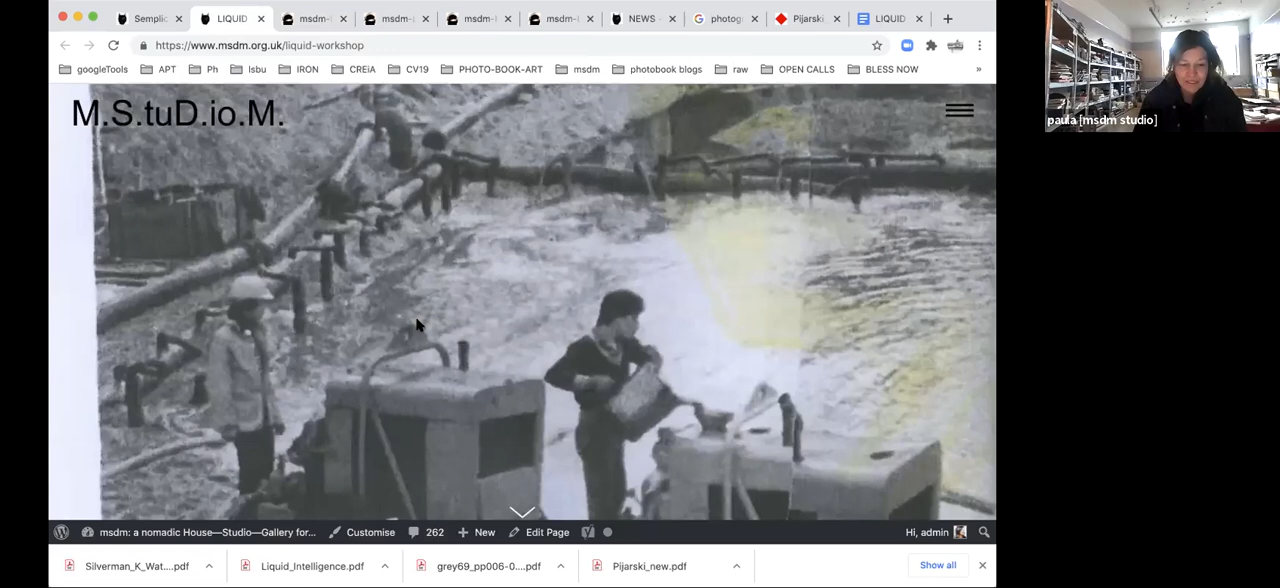 Semplic
LIQUID
msdm-i
msdm-a
msdm-h
msdm-l
NEWS -
photog
Pijarski
LIQUID
https://www.msdm.org.uk/liquid-workshop
googleTools
APT
Ph
lsbu
IRON
CREiA
CV19
PHOTO-BOOK-ART
msdm
photobook blogs
raw
OPEN CALLS
BLESS NOW
»
M.S.tuD.io.M.
paula [msdm studio]
msdm: a nomadic House—Studio—Gallery for...
Customise
262
New
Edit Page
Hi, admin
Silverman_K_Wat....pdf
Liquid_Intelligence.pdf
grey69_pp006-0....pdf
Pijarski_new.pdf
Show all